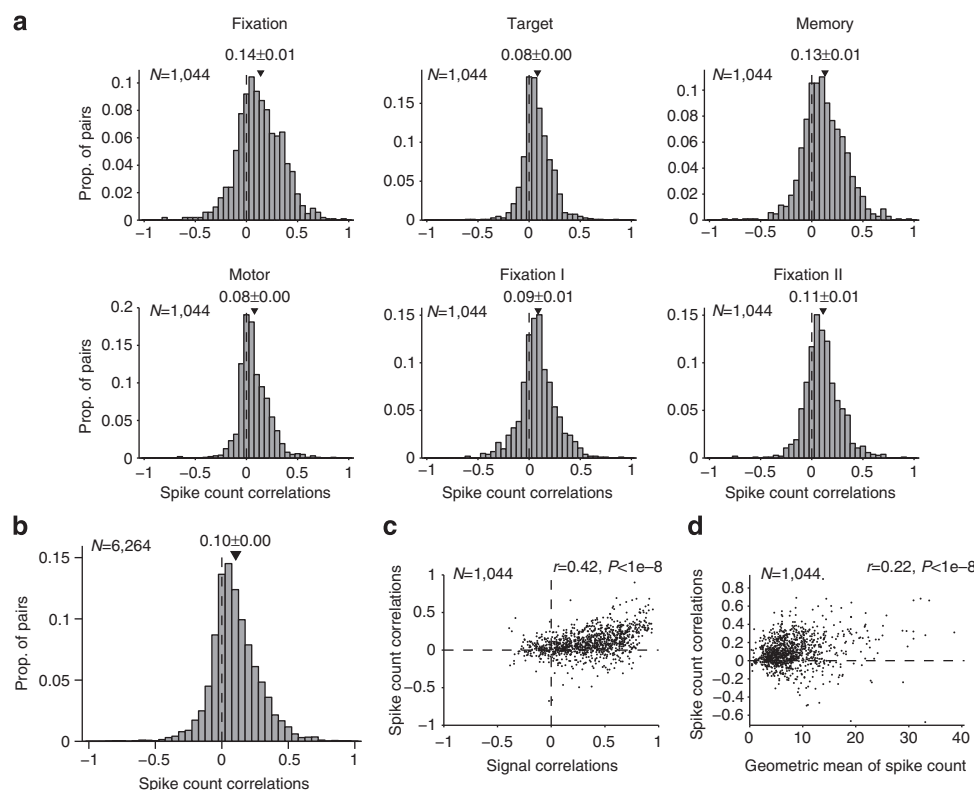 a
Fixation
Target
Memory
0.14±0.01
0.08±0.00
0.13±0.01
N=1,044
N=1,044
N=1,044
0.1
0.08
0.06
0.04
0.02
0
Prop. of pairs
−1 −0.5 0 0.5 1
0.15
0.1
0.05
0
−1 −0.5 0 0.5 1
0.1
0.08
0.06
0.04
0.02
0
−1 −0.5 0 0.5 1
Motor
Fixation I
Fixation II
0.08±0.00
0.09±0.01
0.11±0.01
N=1,044
N=1,044
N=1,044
0.2
0.15
0.1
0.05
0
Prop. of pairs
−1 −0.5 0 0.5 1
Spike count correlations
0.15
0.1
0.05
0
−1 −0.5 0 0.5 1
Spike count correlations
0.15
0.1
0.05
0
−1 −0.5 0 0.5 1
Spike count correlations
b
N=6,264
0.10±0.00
0.15
0.1
0.05
0
Prop. of pairs
−1 −0.5 0 0.5 1
Spike count correlations
c
N=1,044
r=0.42, P<1e–8
1
0.5
0
−0.5
−1
Spike count correlations
−1 −0.5 0 0.5 1
Signal correlations
d
N=1,044
r=0.22, P<1e–8
0.8
0.6
0.4
0.2
0
−0.2
−0.4
−0.6
Spike count correlations
0 10 20 30 40
Geometric mean of spike count